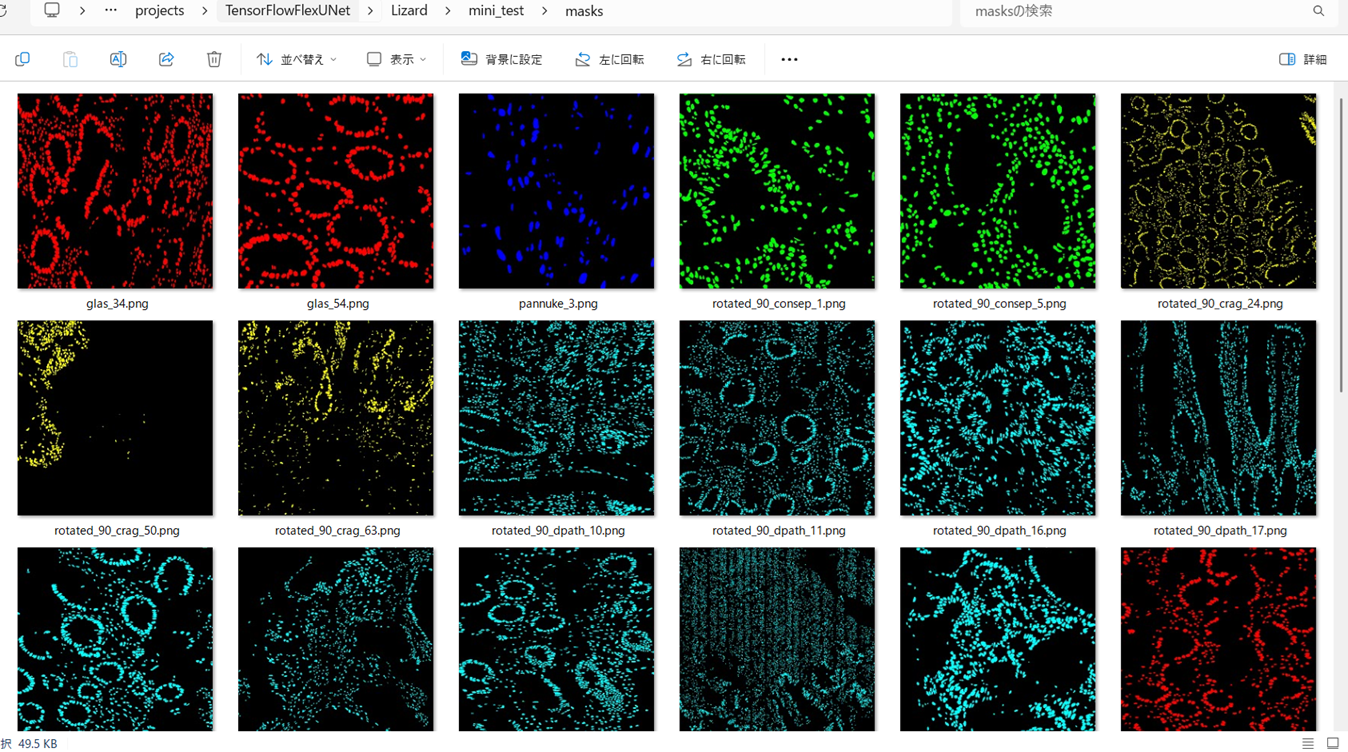 projects > TensorFlowFlexUNet > Lizard > mini_test > masks
masksの検索
並べ替え 表示 背景に設定 左に回転 右に回転 詳細
glas_34.png glas_54.png pannuke_3.png rotated_90_consep_1.png rotated_90_consep_5.png rotated_90_crag_24.png
rotated_90_crag_50.png rotated_90_crag_63.png rotated_90_dpath_10.png rotated_90_dpath_11.png rotated_90_dpath_16.png rotated_90_dpath_17.png
択 49.5 KB